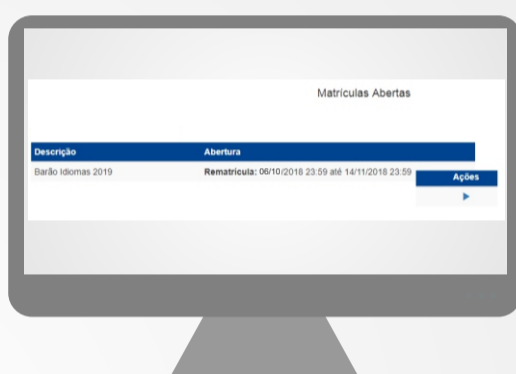 Matrículas Abertas
Descrição Abertura
Barão Idiomas 2019 Rematrícula: 06/10/2018 23:59 até 14/11/2018 23:59
Ações